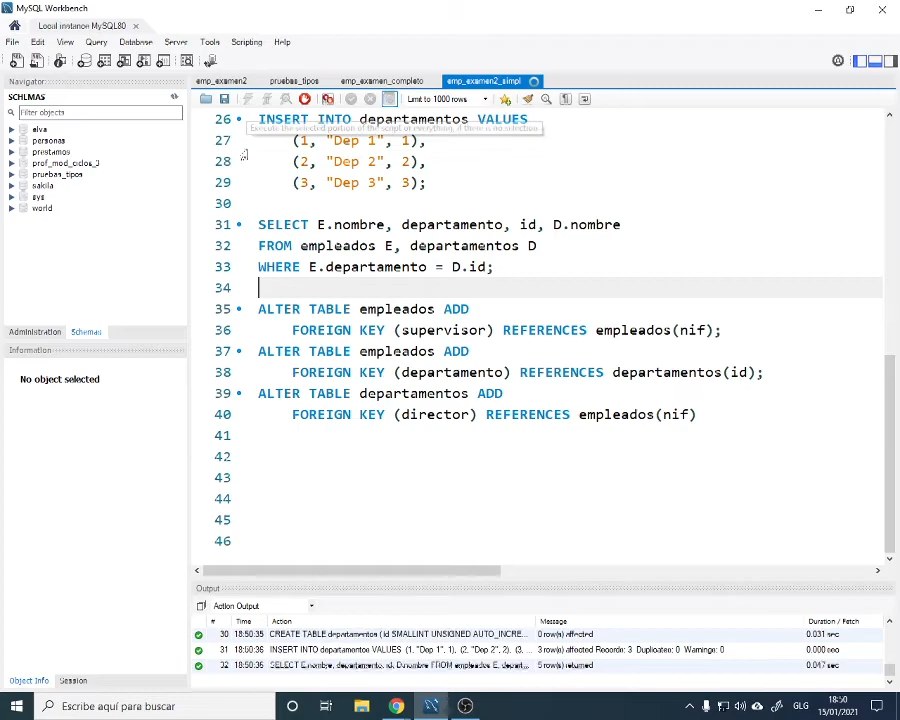 MySQL Workbench
Local instance MySQL80 ×
File Edit View Query Database Server Tools Scripting Help
Navigator
SCHEMAS
Filter objects
elva
personas
prestamos
prof_mod_ciclos_3
pruebas_tipos
sakila
sys
world
Administration Schemas
Information
No object selected
Object Info Session
emp_examen2 pruebas_tipos emp_examen_completo emp_examen2_simpl
Limit to 1000 rows
26 INSERT INTO departamentos VALUES
Execute the selected portion of the script or everything, if there is no selection
27 (1, "Dep 1", 1),
28 (2, "Dep 2", 2),
29 (3, "Dep 3", 3);
30
31 SELECT E.nombre, departamento, id, D.nombre
32 FROM empleados E, departamentos D
33 WHERE E.departamento = D.id;
34
35 ALTER TABLE empleados ADD
36 FOREIGN KEY (supervisor) REFERENCES empleados(nif);
37 ALTER TABLE empleados ADD
38 FOREIGN KEY (departamento) REFERENCES departamentos(id);
39 ALTER TABLE departamentos ADD
40 FOREIGN KEY (director) REFERENCES empleados(nif)
41
42
43
44
45
46
Output
Action Output
# Time Action Message Duration / Fetch
30 18:50:35 CREATE TABLE departamentos ( id SMALLINT UNSIGNED AUTO_INCRE... 0 row(s) affected 0.031 sec
31 18:50:36 INSERT INTO departamentos VALUES (1, "Dep 1", 1), (2, "Dep 2", 2), (3, ... 3 row(s) affected Records: 3 Duplicates: 0 Warnings: 0 0.000 sec
32 18:50:36 SELECT E.nombre, departamento, id, D.nombre FROM empleados E, depart... 5 row(s) returned 0.047 sec
Escribe aquí para buscar
GLG
18:50
15/01/2021